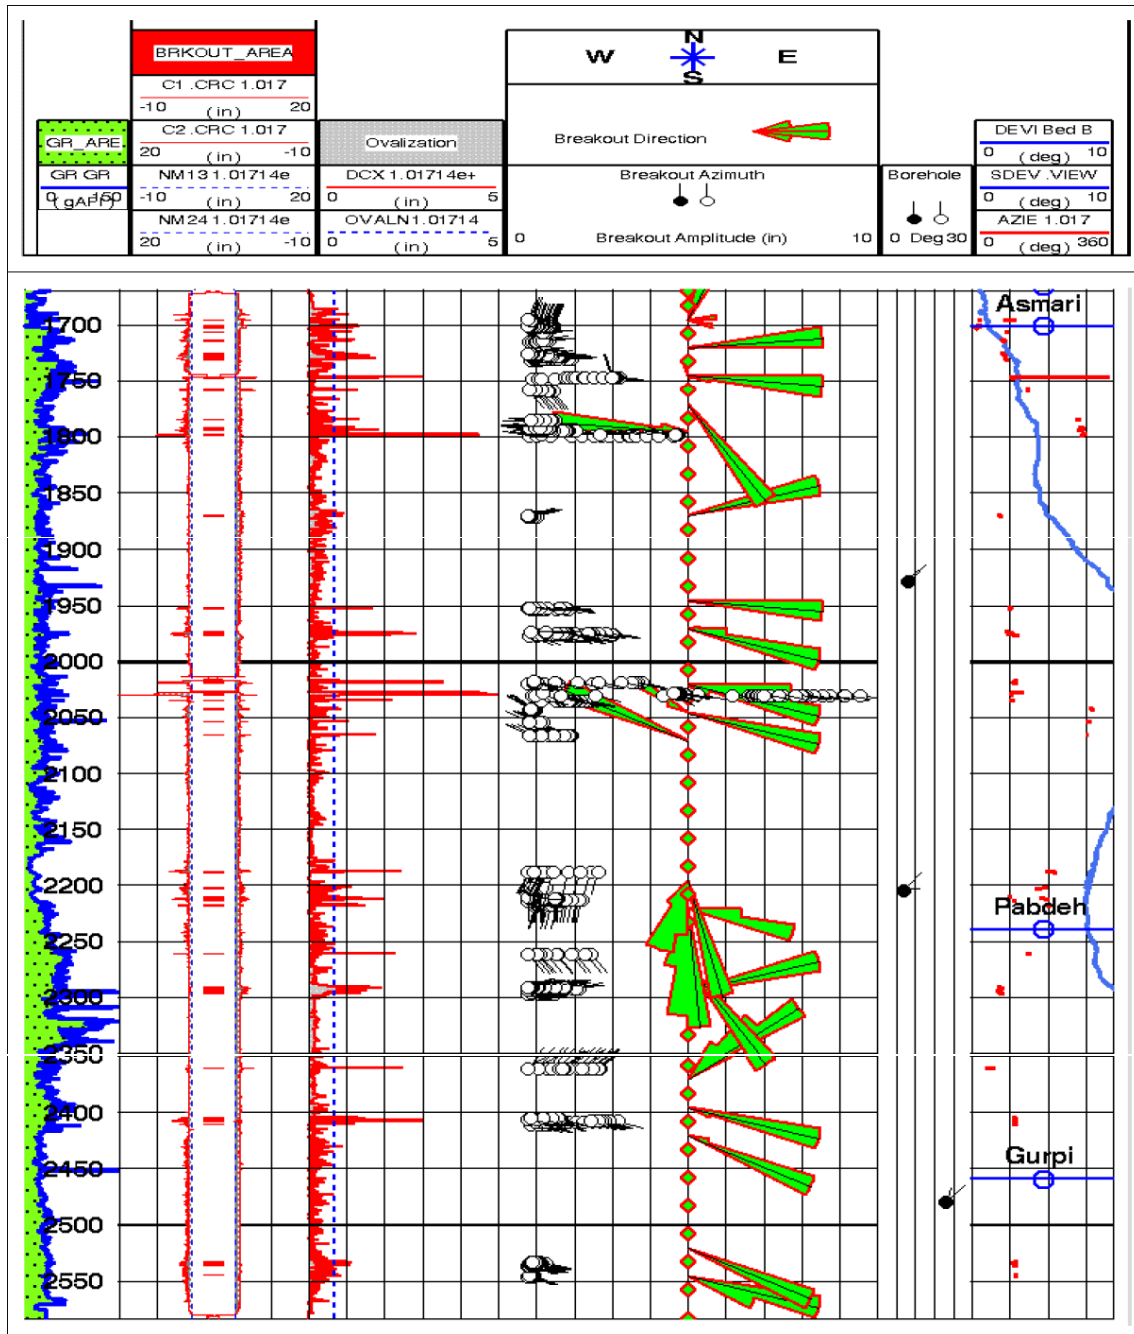 BRKOUT_AREA
N
W E
S
C1 .CRC 1.017
-10 (in) 20
Breakout Direction
GR_ARE
C2 .CRC 1.017
20 (in) -10
Ovalization
DEVI Bed B
0 (deg) 10
GR GR
0 150
(gAPI)
NM13 1.01714e
-10 (in) 20
DCX 1.01714e+
0 (in) 5
Breakout Azimuth
Borehole
SDEV .VIEW
0 (deg) 10
NM24 1.01714e
20 (in) -10
OVALN1.01714
0 (in) 5
0 Breakout Amplitude (in) 10
0 Deg 30
AZIE 1.017
0 (deg) 360
Asmari
1700
1750
1800
1850
1900
1950
2000
2050
2100
2150
2200
Pabdeh
2250
2300
2350
2400
2450
Gurpi
2500
2550